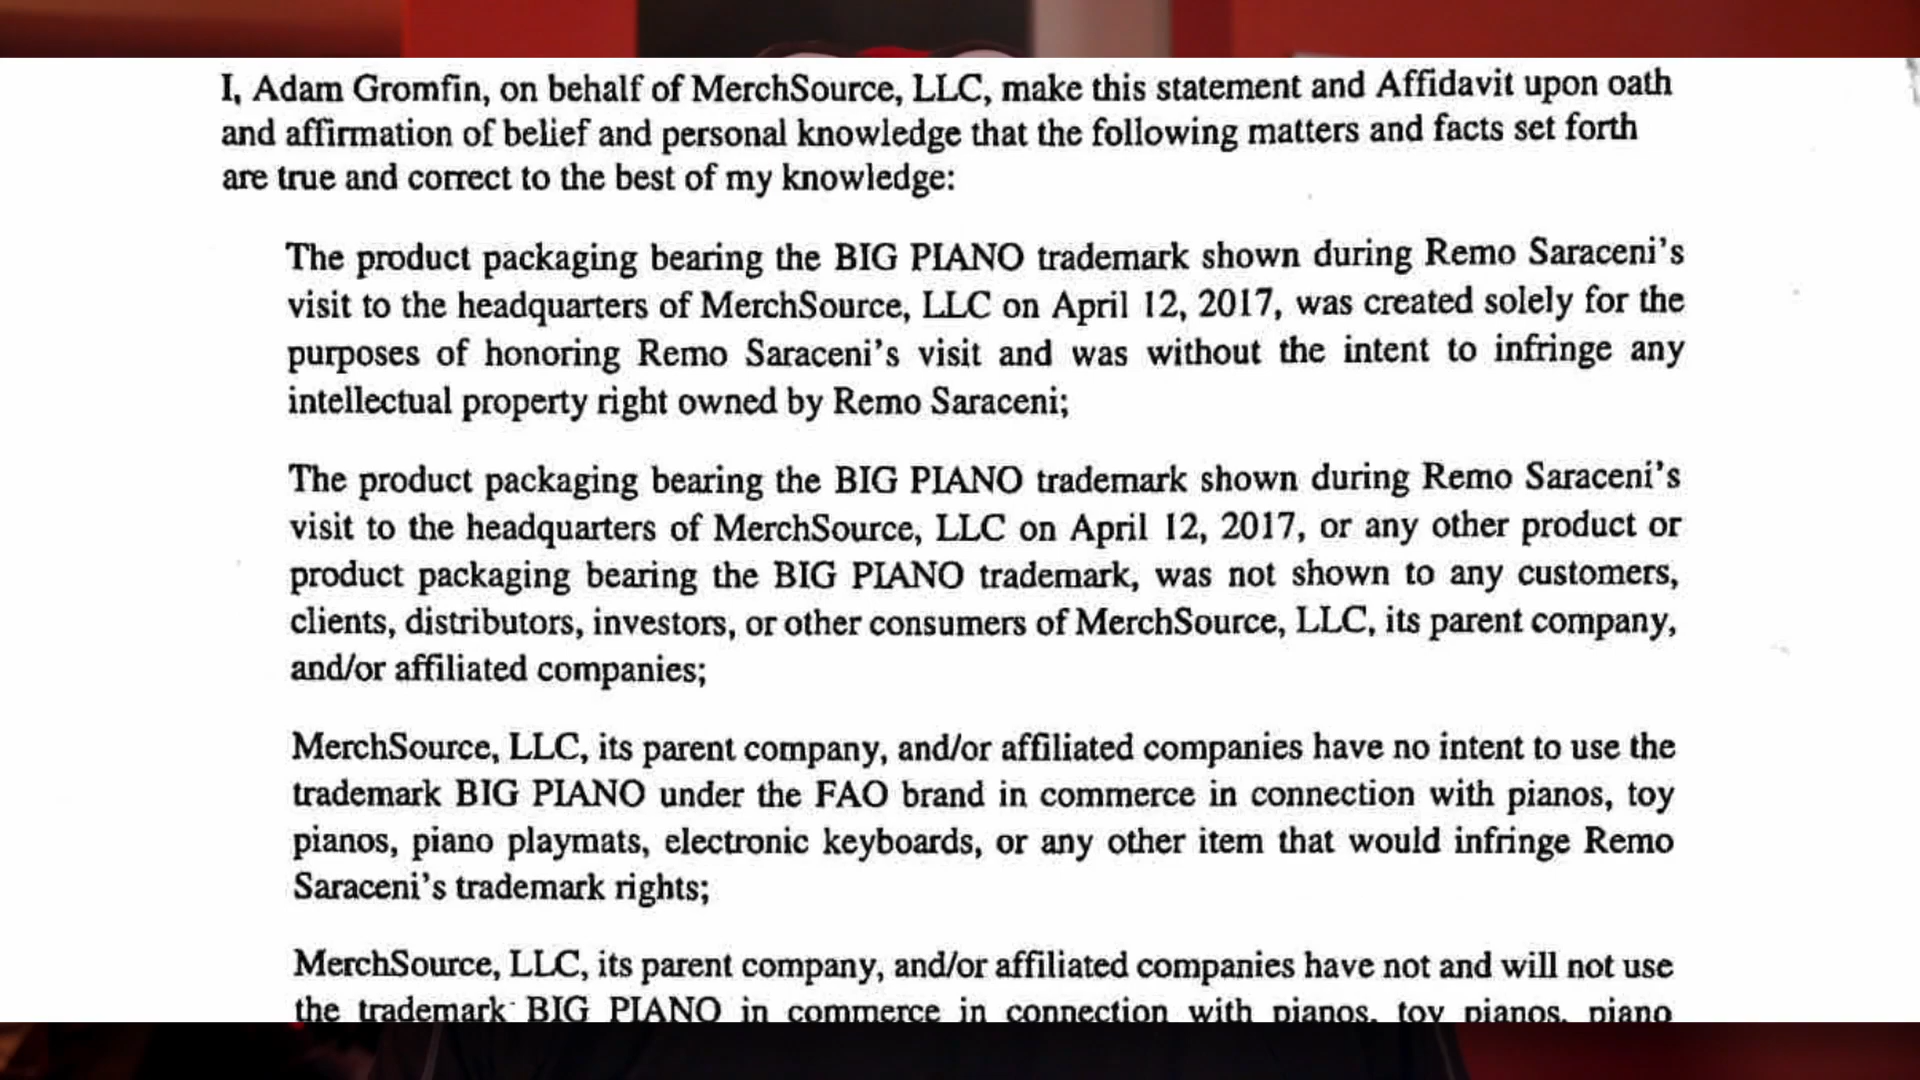 I, Adam Gromfin, on behalf of MerchSource, LLC, make this statement and Affidavit upon oath
and affirmation of belief and personal knowledge that the following matters and facts set forth
are true and correct to the best of my knowledge:
The product packaging bearing the BIG PIANO trademark shown during Remo Saraceni's
visit to the headquarters of MerchSource, LLC on April 12, 2017, was created solely for the
purposes of honoring Remo Saraceni's visit and was without the intent to infringe any
intellectual property right owned by Remo Saraceni;
The product packaging bearing the BIG PIANO trademark shown during Remo Saraceni's
visit to the headquarters of MerchSource, LLC on April 12, 2017, or any other product or
product packaging bearing the BIG PIANO trademark, was not shown to any customers,
clients, distributors, investors, or other consumers of MerchSource, LLC, its parent company,
and/or affiliated companies;
MerchSource, LLC, its parent company, and/or affiliated companies have no intent to use the
trademark BIG PIANO under the FAO brand in commerce in connection with pianos, toy
pianos, piano playmats, electronic keyboards, or any other item that would infringe Remo
Saraceni's trademark rights;
MerchSource, LLC, its parent company, and/or affiliated companies have not and will not use
the trademark BIG PIANO in commerce in connection with pianos, toy pianos, piano